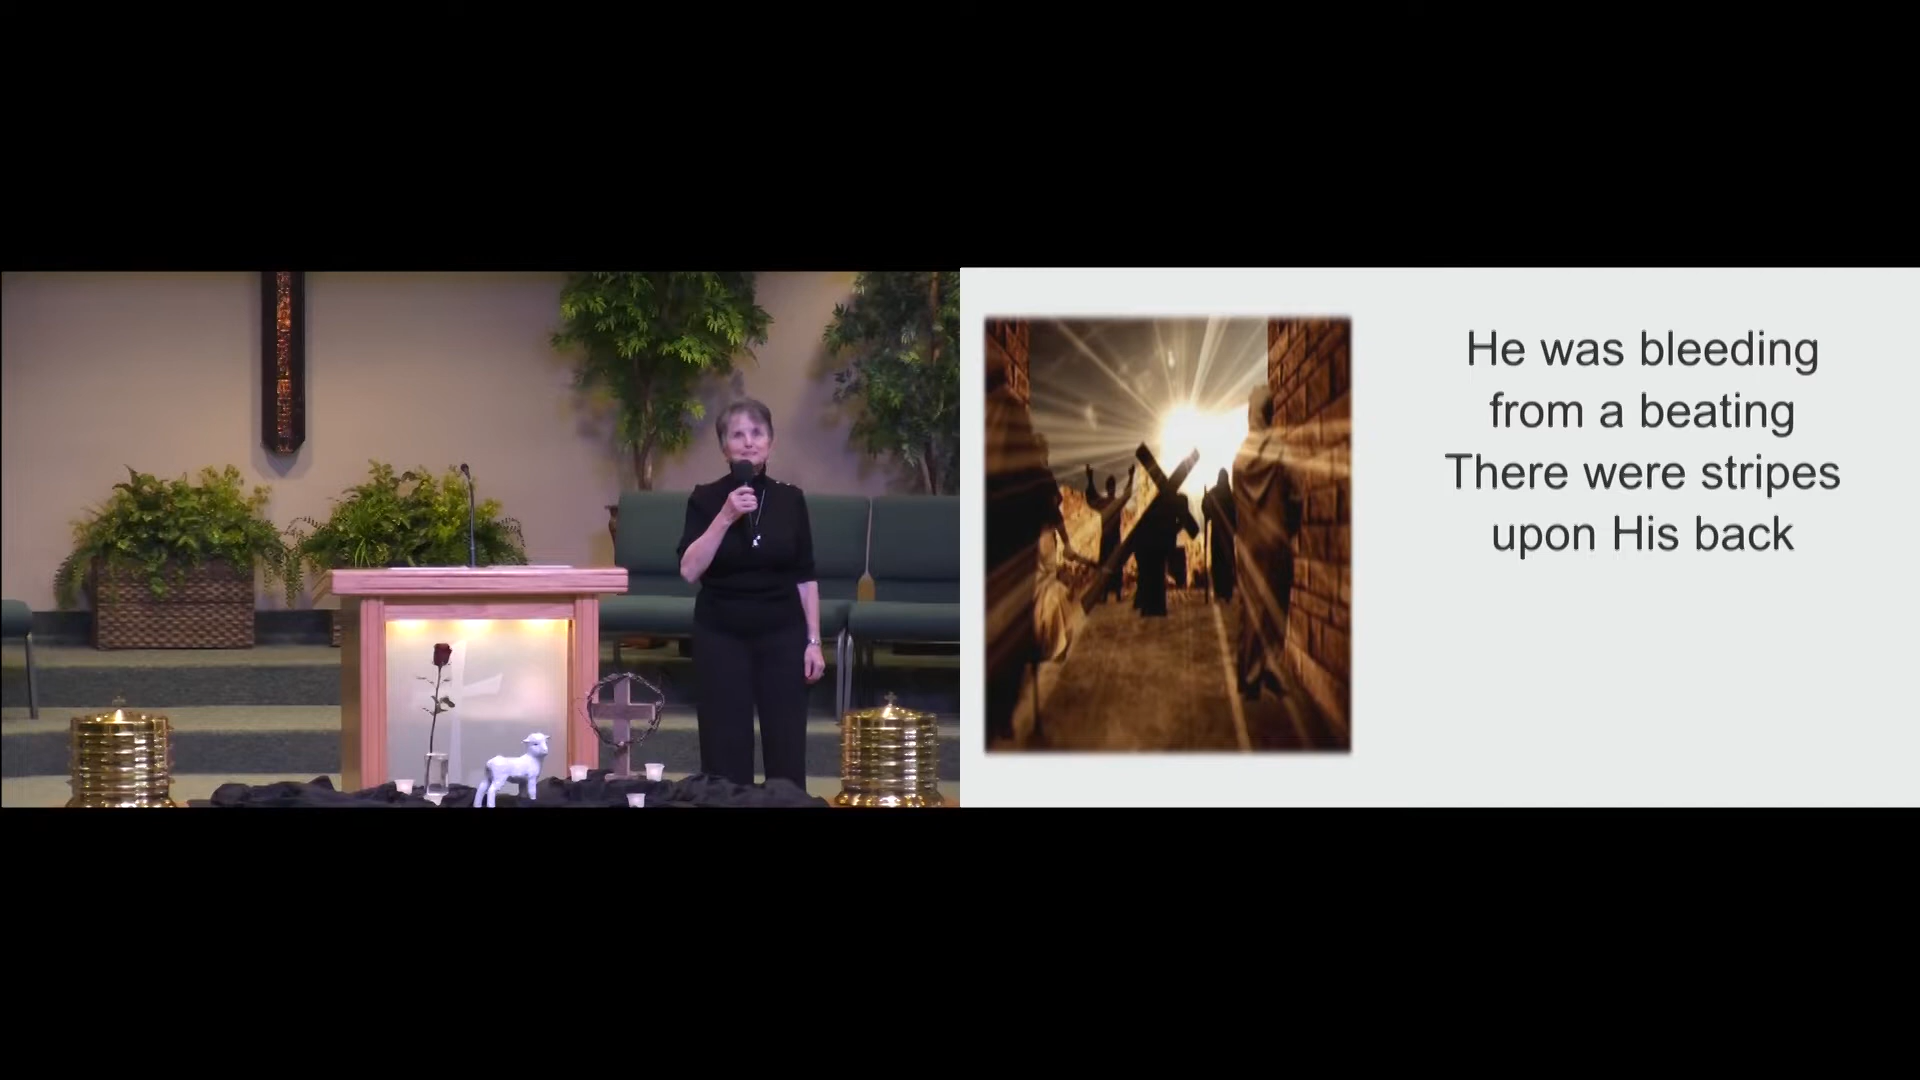 He was bleeding
from a beating
There were stripes
upon His back